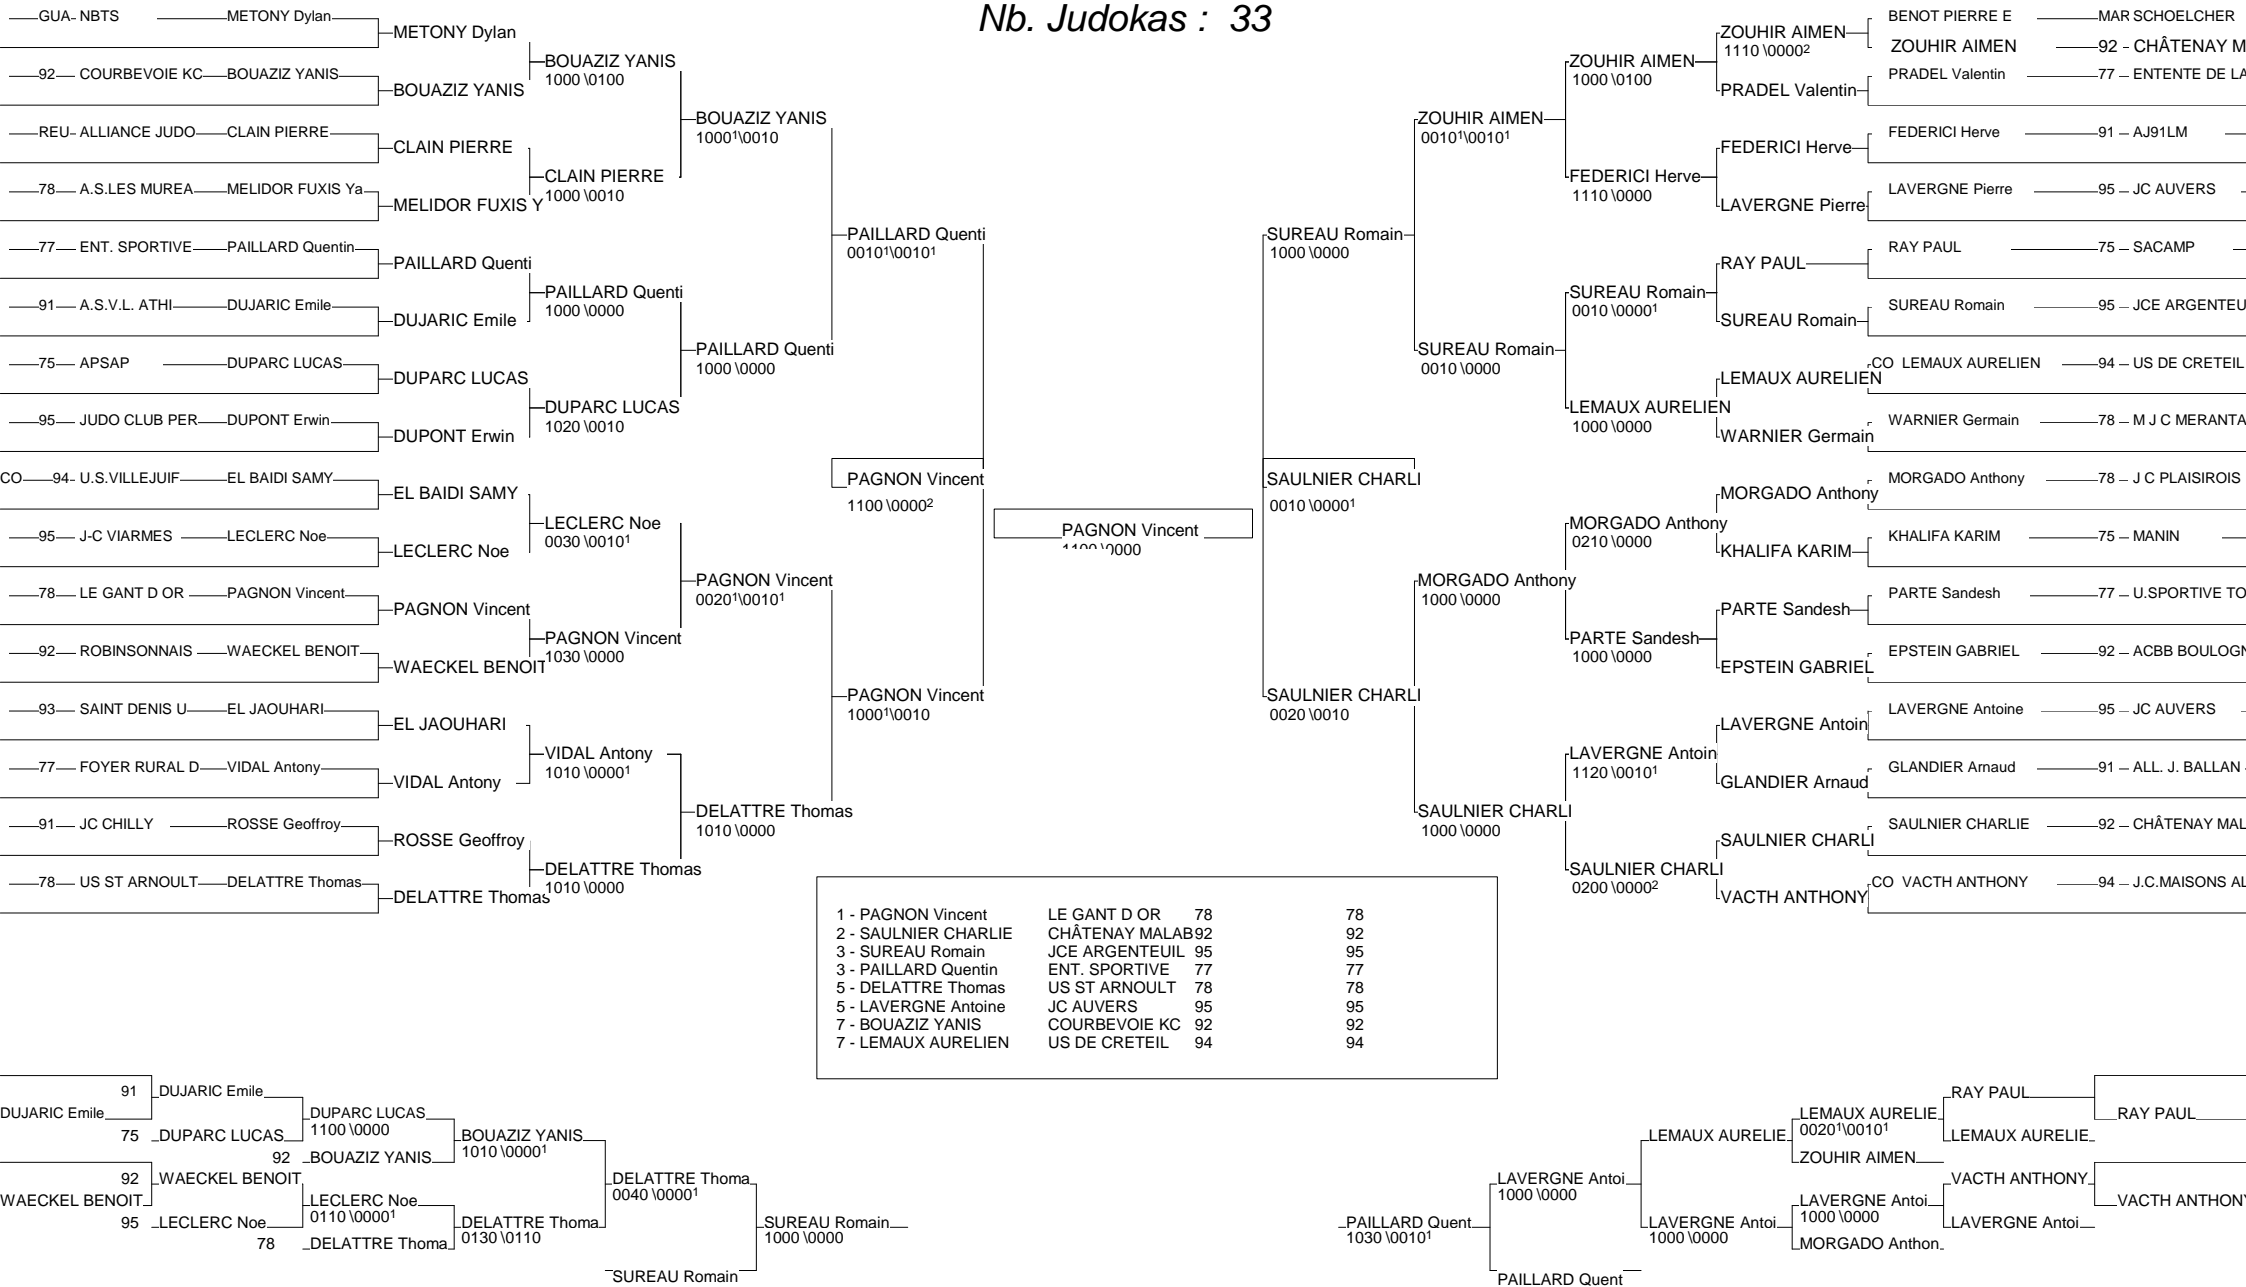 Nb. Judokas :  33
GUA- NBTS METONY Dylan
92 COURBEVOIE KC BOUAZIZ YANIS
REU- ALLIANCE JUDO CLAIN PIERRE
78 A.S.LES MUREA MELIDOR FUXIS Ya
77 ENT. SPORTIVE PAILLARD Quentin
91 A.S.V.L. ATHI DUJARIC Emile
75 APSAP DUPARC LUCAS
95 JUDO CLUB PER DUPONT Erwin
CO 94- U.S.VILLEJUIF EL BAIDI SAMY
95 J-C VIARMES LECLERC Noe
78 LE GANT D OR PAGNON Vincent
92 ROBINSONNAIS WAECKEL BENOIT
93 SAINT DENIS U EL JAOUHARI
77 FOYER RURAL D VIDAL Antony
91 JC CHILLY ROSSE Geoffroy
78 US ST ARNOULT DELATTRE Thomas
METONY Dylan
BOUAZIZ YANIS
CLAIN PIERRE
MELIDOR FUXIS Y
PAILLARD Quenti
DUJARIC Emile
DUPARC LUCAS
DUPONT Erwin
EL BAIDI SAMY
LECLERC Noe
PAGNON Vincent
WAECKEL BENOIT
EL JAOUHARI
VIDAL Antony
ROSSE Geoffroy
DELATTRE Thomas
BOUAZIZ YANIS
1000 \0100
CLAIN PIERRE
1000 \0010
PAILLARD Quenti
1000 \0000
DUPARC LUCAS
1020 \0010
LECLERC Noe
0030 \0010¹
PAGNON Vincent
1030 \0000
VIDAL Antony
1010 \0000¹
DELATTRE Thomas
1010 \0000
BOUAZIZ YANIS
1000¹\0010
PAILLARD Quenti
1000 \0000
PAGNON Vincent
0020¹\0010¹
DELATTRE Thomas
1010 \0000
PAILLARD Quenti
0010¹\0010¹
PAGNON Vincent
1100 \0000²
PAGNON Vincent
1000¹\0010
PAGNON Vincent
1100 \0000
SUREAU Romain
1000 \0000
SAULNIER CHARLI
0010 \0000¹
SAULNIER CHARLI
0020 \0010
ZOUHIR AIMEN
0010¹\0010¹
SUREAU Romain
0010 \0000
MORGADO Anthony
1000 \0000
SAULNIER CHARLI
1000 \0000
ZOUHIR AIMEN
1000 \0100
FEDERICI Herve
1110 \0000
SUREAU Romain
0010 \0000¹
LEMAUX AURELIEN
1000 \0000
MORGADO Anthony
0210 \0000
PARTE Sandesh
1000 \0000
LAVERGNE Antoin
1120 \0010¹
SAULNIER CHARLI
0200 \0000²
ZOUHIR AIMEN
1110 \0000²
PRADEL Valentin
FEDERICI Herve
LAVERGNE Pierre
RAY PAUL
SUREAU Romain
LEMAUX AURELIEN
WARNIER Germain
MORGADO Anthony
KHALIFA KARIM
PARTE Sandesh
EPSTEIN GABRIEL
LAVERGNE Antoin
GLANDIER Arnaud
SAULNIER CHARLI
VACTH ANTHONY
BENOT PIERRE E MAR SCHOELCHER
ZOUHIR AIMEN 92 - CHÂTENAY M
PRADEL Valentin 77 – ENTENTE DE LA
FEDERICI Herve 91 – AJ91LM
LAVERGNE Pierre 95 – JC AUVERS
RAY PAUL 75 – SACAMP
SUREAU Romain 95 – JCE ARGENTEU
CO LEMAUX AURELIEN 94 – US DE CRETEIL
WARNIER Germain 78 – M J C MERANTA
MORGADO Anthony 78 – J C PLAISIROIS
KHALIFA KARIM 75 – MANIN
PARTE Sandesh 77 – U.SPORTIVE TO
EPSTEIN GABRIEL 92 – ACBB BOULOGN
LAVERGNE Antoine 95 – JC AUVERS
GLANDIER Arnaud 91 – ALL. J. BALLAN
SAULNIER CHARLIE 92 – CHÂTENAY MAL
CO VACTH ANTHONY 94 – J.C.MAISONS AL
1 - PAGNON Vincent LE GANT D OR 78 78
2 - SAULNIER CHARLIE CHÂTENAY MALAB92 92
3 - SUREAU Romain JCE ARGENTEUIL 95 95
3 - PAILLARD Quentin ENT. SPORTIVE 77 77
5 - DELATTRE Thomas US ST ARNOULT 78 78
5 - LAVERGNE Antoine JC AUVERS 95 95
7 - BOUAZIZ YANIS COURBEVOIE KC 92 92
7 - LEMAUX AURELIEN US DE CRETEIL 94 94
DUJARIC Emile
WAECKEL BENOIT
91 DUJARIC Emile
75 DUPARC LUCAS
92 WAECKEL BENOIT
95 LECLERC Noe
DUPARC LUCAS
1100 \0000
92 BOUAZIZ YANIS
LECLERC Noe
0110 \0000¹
78 DELATTRE Thoma
BOUAZIZ YANIS
1010 \0000¹
DELATTRE Thoma
0130 \0110
DELATTRE Thoma
0040 \0000¹
SUREAU Romain
SUREAU Romain
1000 \0000
PAILLARD Quent
1030 \0010¹
LAVERGNE Antoi
1000 \0000
PAILLARD Quent
LEMAUX AURELIE
LAVERGNE Antoi
1000 \0000
LEMAUX AURELIE
0020¹\0010¹
ZOUHIR AIMEN
LAVERGNE Antoi
1000 \0000
MORGADO Anthon
RAY PAUL
LEMAUX AURELIE
VACTH ANTHONY
LAVERGNE Antoi
RAY PAUL
VACTH ANTHONY